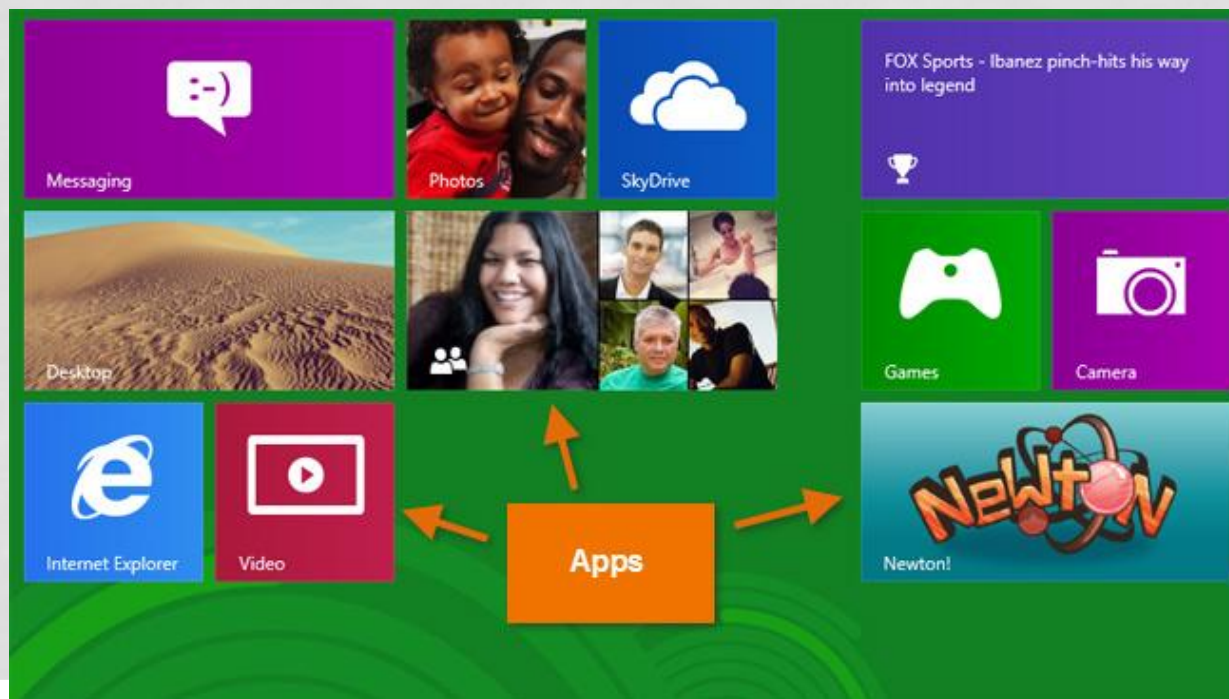 :-)
Messaging
Photos
SkyDrive
FOX Sports - Ibanez pinch-hits his way
into legend
Desktop
Games
Camera
Internet Explorer
Video
Apps
NeWtoN
Newton!